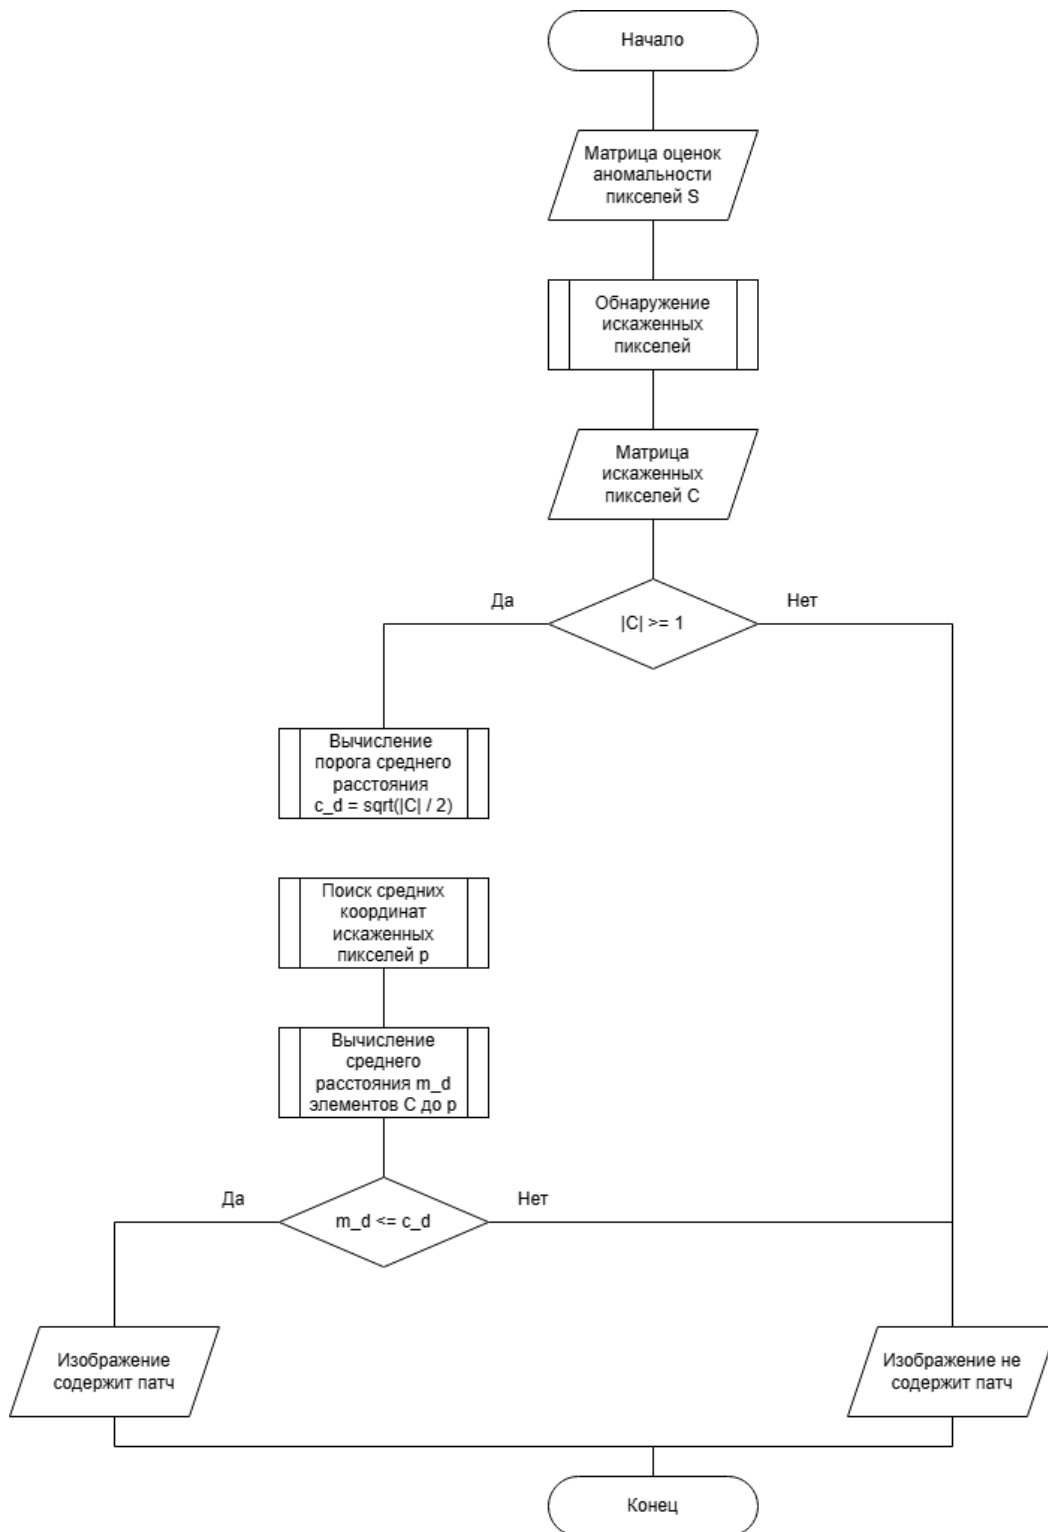 Начало
Матрица оценок
аномальности
пикселей S
Обнаружение
искаженных
пикселей
Матрица
искаженных
пикселей C
Да
Нет
|C| >= 1
Вычисление
порога среднего
расстояния
c_d = sqrt(|C| / 2)
Поиск средних
координат
искаженных
пикселей p
Вычисление
среднего
расстояния m_d
элементов C до p
Да
Нет
m_d <= c_d
Изображение
содержит патч
Изображение не
содержит патч
Конец